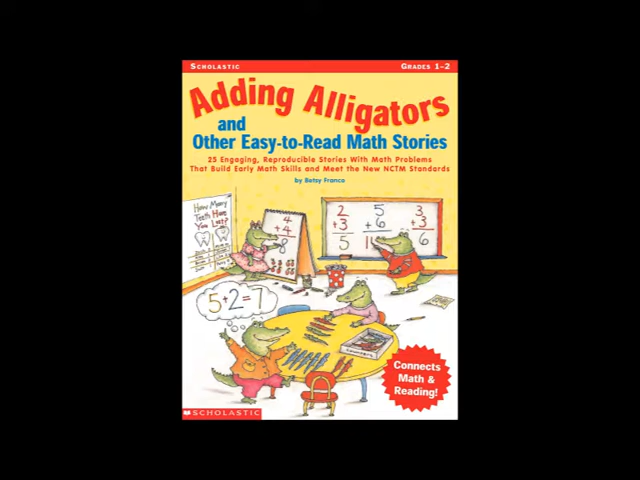 SCHOLASTIC
GRADES 1–2
Adding Alligators
and
Other Easy-to-Read Math Stories
25 Engaging, Reproducible Stories With Math Problems
That Build Early Math Skills and Meet the New NCTM Standards
by Betsy Franco
How Many
Teeth Have
You Lost?
4
+4
8
2
+3
5
5
+6
11
3
+3
6
5+2=7
counters
Connects
Math &
Reading!
SCHOLASTIC